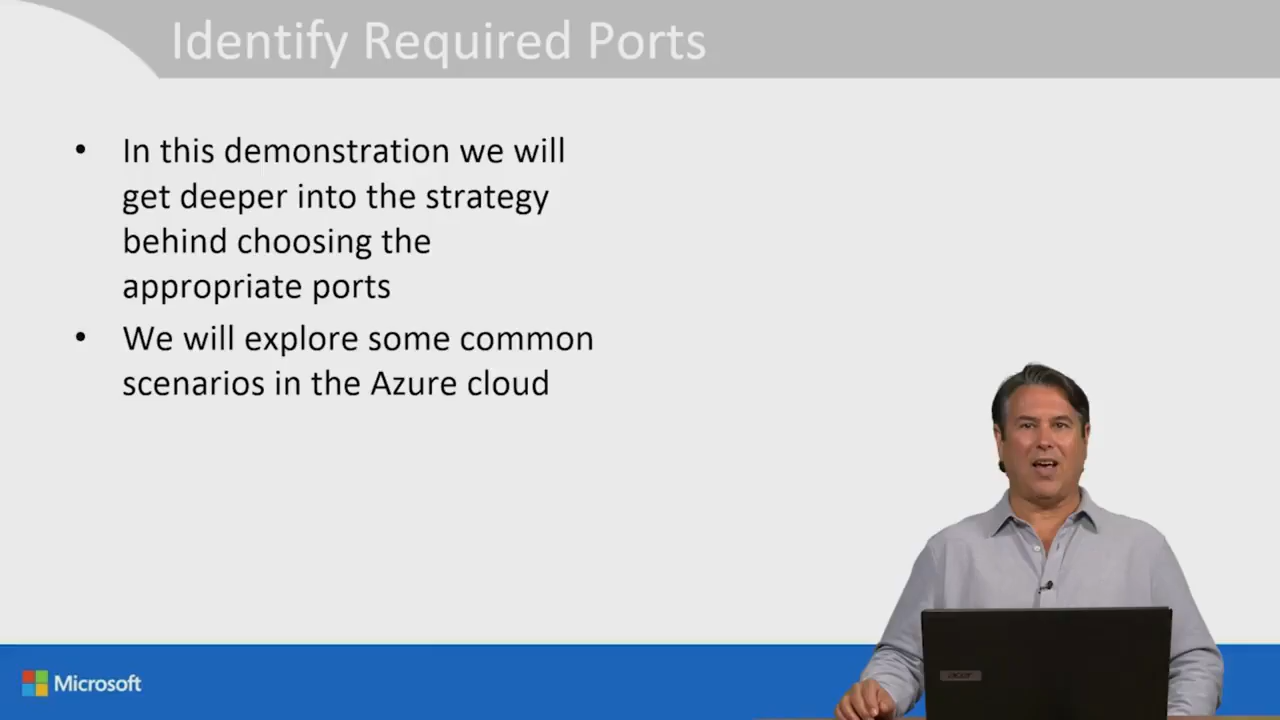 Identify Required Ports
• In this demonstration we will
get deeper into the strategy
behind choosing the
appropriate ports
• We will explore some common
scenarios in the Azure cloud
acer
Microsoft